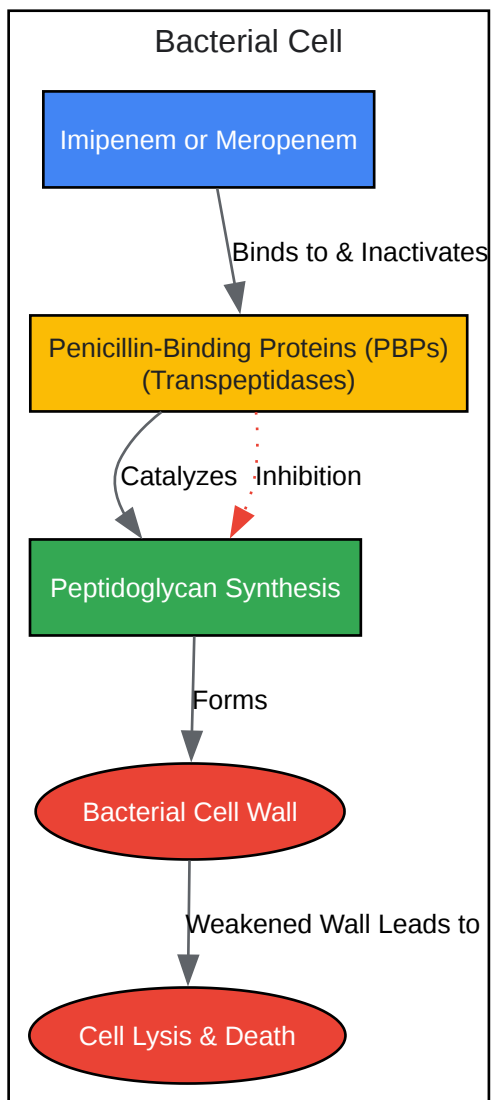 Bacterial Cell
Imipenem or Meropenem
Binds to & Inactivates
Penicillin-Binding Proteins (PBPs)
(Transpeptidases)
Catalyzes
Inhibition
Peptidoglycan Synthesis
Forms
Bacterial Cell Wall
Weakened Wall Leads to
Cell Lysis & Death